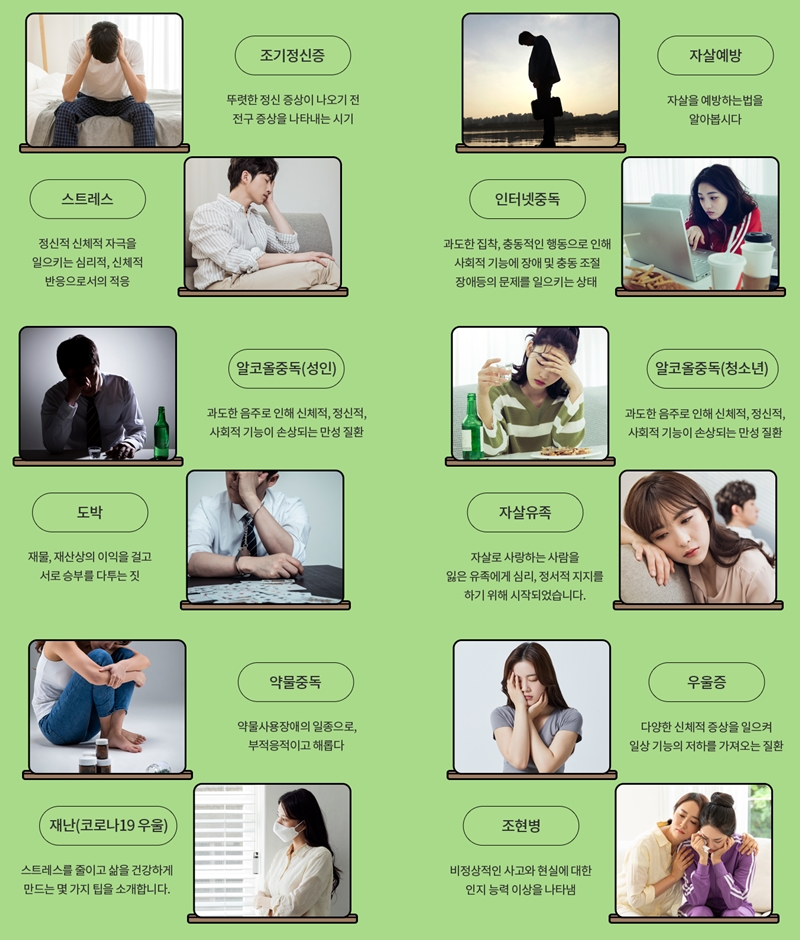 조기정신증
뚜렷한 정신 증상이 나오기 전
전구 증상을 나타내는 시기
자살예방
자살을 예방하는법을
알아봅시다
스트레스
정신적 신체적 자극을
일으키는 심리적, 신체적
반응으로서의 적응
인터넷중독
과도한 집착, 충동적인 행동으로 인해
사회적 기능에 장애 및 충동 조절
장애등의 문제를 일으키는 상태
알코올중독(성인)
과도한 음주로 인해 신체적, 정신적,
사회적 기능이 손상되는 만성 질환
알코올중독(청소년)
과도한 음주로 인해 신체적, 정신적,
사회적 기능이 손상되는 만성 질환
도박
재물, 재산상의 이익을 걸고
서로 승부를 다투는 짓
자살유족
자살로 사랑하는 사람을
잃은 유족에게 심리, 정서적 지지를
하기 위해 시작되었습니다.
약물중독
약물사용장애의 일종으로,
부적응적이고 해롭다
우울증
다양한 신체적 증상을 일으켜
일상 기능의 저하를 가져오는 질환
재난(코로나19 우울)
스트레스를 줄이고 삶을 건강하게
만드는 몇 가지 팁을 소개합니다.
조현병
비정상적인 사고와 현실에 대한
인지 능력 이상을 나타냄